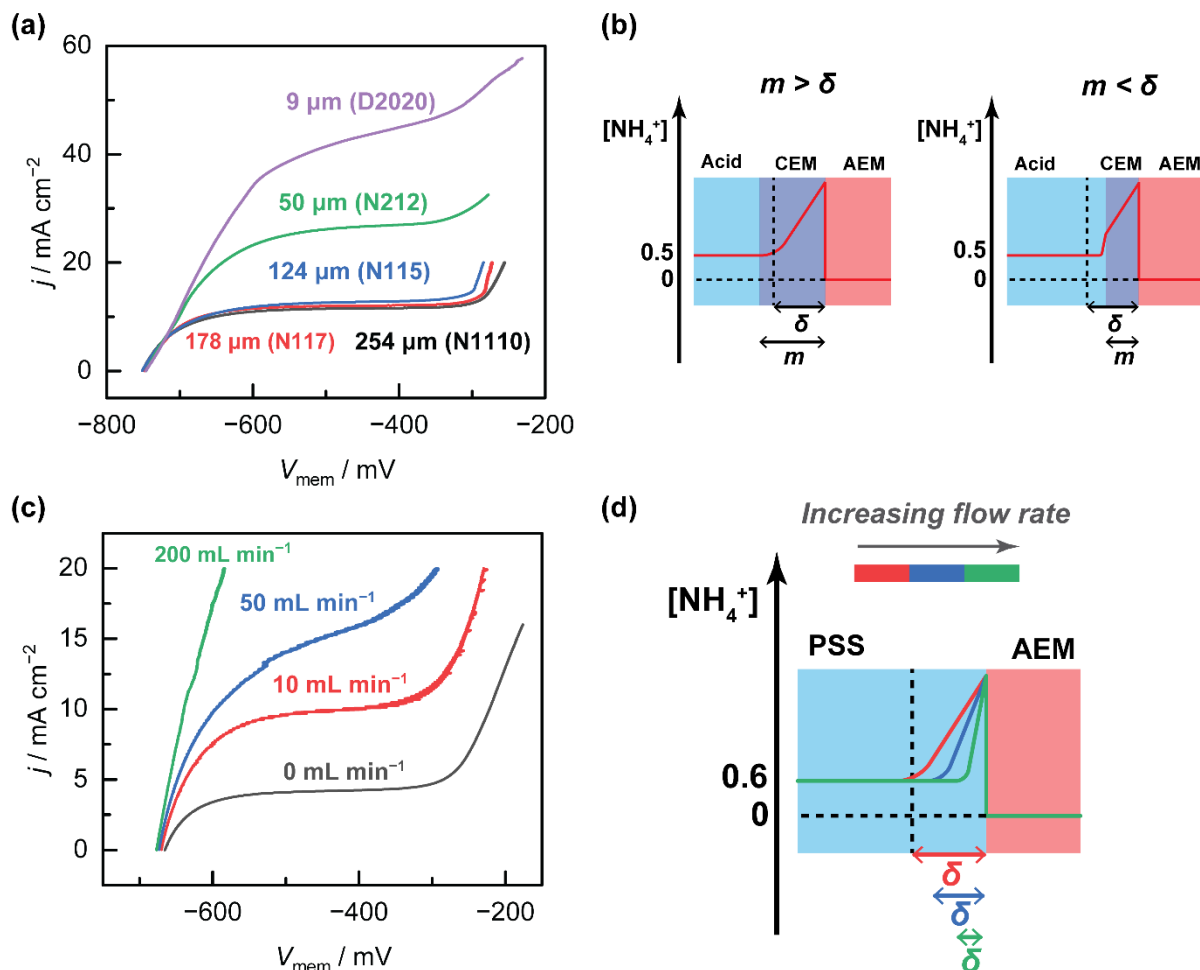 (a)
60
40
20
0
j / mA cm−2
9 μm (D2020)
50 μm (N212)
124 μm (N115)
178 μm (N117)
254 μm (N1110)
−800
−600
−400
−200
Vmem / mV
(b)
m > δ
[NH4+]
Acid
CEM
AEM
0.5
0
δ
m
m < δ
[NH4+]
Acid
CEM
AEM
0.5
0
δ
m
(c)
20
15
10
5
0
j / mA cm−2
200 mL min−1
50 mL min−1
10 mL min−1
0 mL min−1
−600
−400
−200
Vmem / mV
(d)
Increasing flow rate
[NH4+]
PSS
AEM
0.6
0
δ
δ
δ